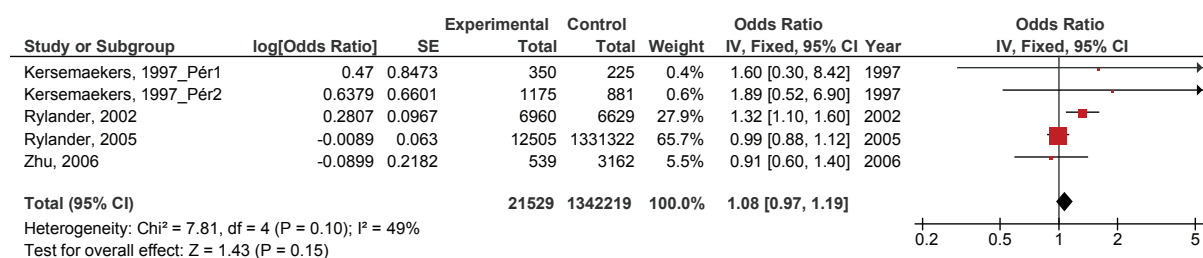 Experimental Control Odds Ratio Odds Ratio
Study or Subgroup log[Odds Ratio] SE Total Total Weight IV, Fixed, 95% CI Year IV, Fixed, 95% CI
Kersemaekers, 1997_Pér1 0.47 0.8473 350 225 0.4% 1.60 [0.30, 8.42] 1997
Kersemaekers, 1997_Pér2 0.6379 0.6601 1175 881 0.6% 1.89 [0.52, 6.90] 1997
Rylander, 2002 0.2807 0.0967 6960 6629 27.9% 1.32 [1.10, 1.60] 2002
Rylander, 2005 -0.0089 0.063 12505 1331322 65.7% 0.99 [0.88, 1.12] 2005
Zhu, 2006 -0.0899 0.2182 539 3162 5.5% 0.91 [0.60, 1.40] 2006
Total (95% CI) 21529 1342219 100.0% 1.08 [0.97, 1.19]
Heterogeneity: Chi² = 7.81, df = 4 (P = 0.10); I² = 49%
Test for overall effect: Z = 1.43 (P = 0.15)
0.2 0.5 1 2 5